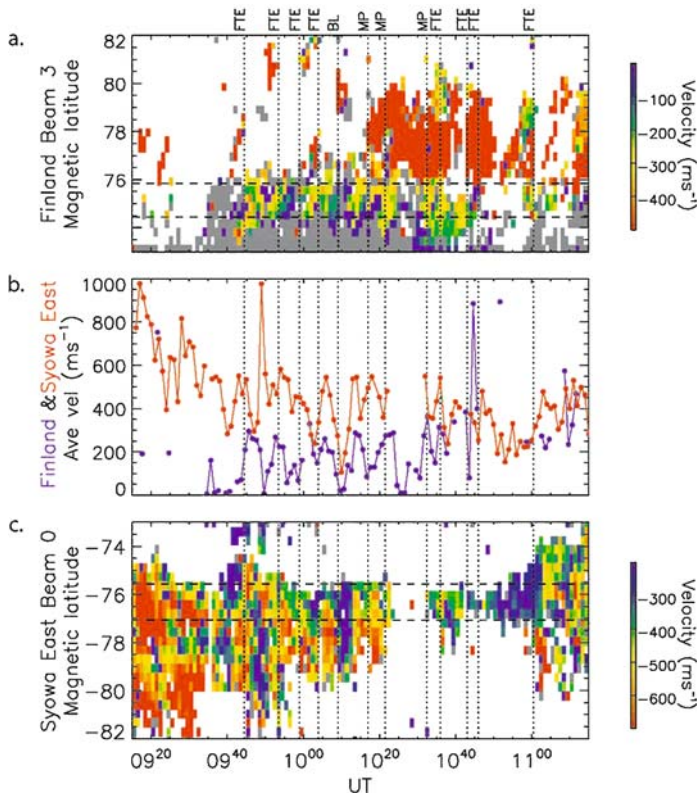 FTE FTE FTE FTE BL MP MP MP FTE FTE FTE FTE
a.
Finland Beam 3
Magnetic latitude
82
80
78
76
Velocity (ms⁻¹)
-100
-200
-300
-400
b.
Finland & Syowa East
Ave vel (ms⁻¹)
1000
800
600
400
200
0
c.
Syowa East Beam 0
Magnetic latitude
-74
-76
-78
-80
-82
Velocity (ms⁻¹)
-300
-400
-500
-600
09²⁰ 09⁴⁰ 10⁰⁰ 10²⁰ 10⁴⁰ 11⁰⁰
UT